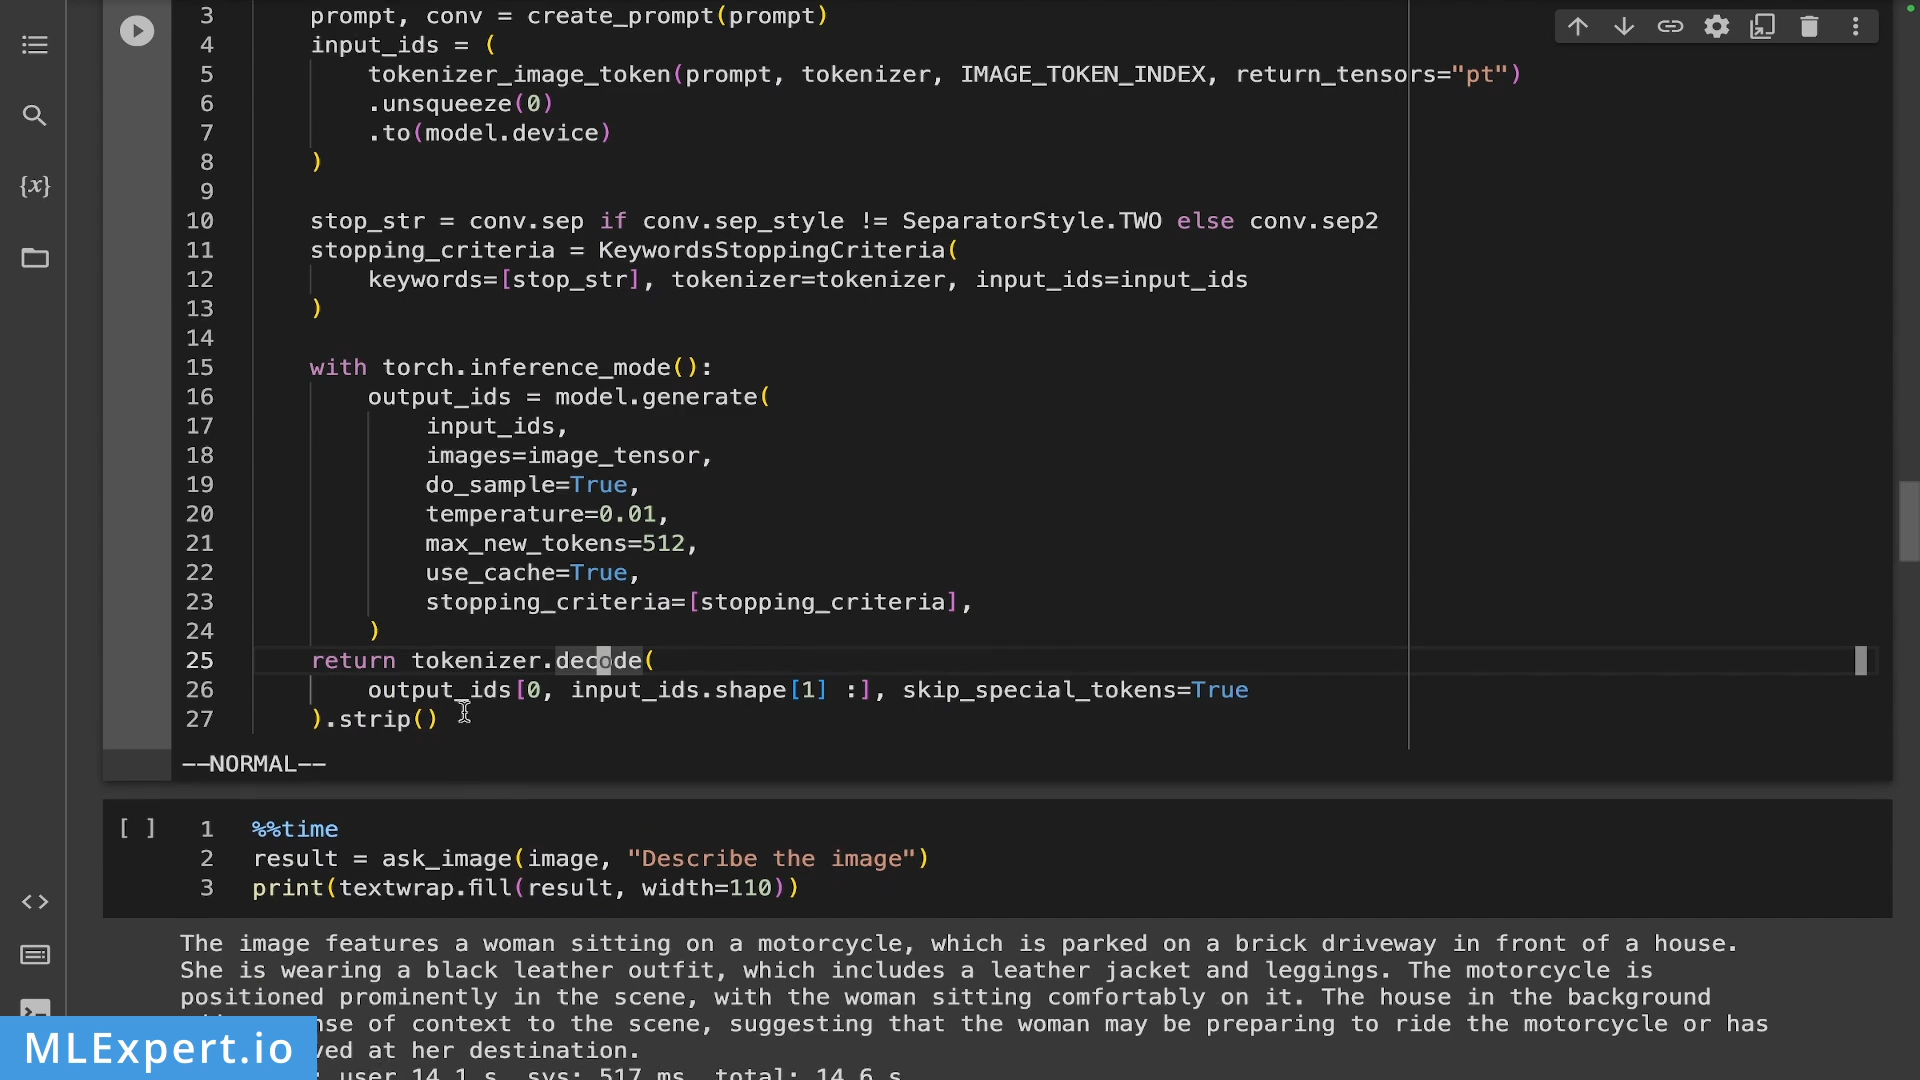 3 prompt, conv = create_prompt(prompt)
4 input_ids = (
5 tokenizer_image_token(prompt, tokenizer, IMAGE_TOKEN_INDEX, return_tensors="pt")
6 .unsqueeze(0)
7 .to(model.device)
8 )
9
10 stop_str = conv.sep if conv.sep_style != SeparatorStyle.TWO else conv.sep2
11 stopping_criteria = KeywordsStoppingCriteria(
12 keywords=[stop_str], tokenizer=tokenizer, input_ids=input_ids
13 )
14
15 with torch.inference_mode():
16 output_ids = model.generate(
17 input_ids,
18 images=image_tensor,
19 do_sample=True,
20 temperature=0.01,
21 max_new_tokens=512,
22 use_cache=True,
23 stopping_criteria=[stopping_criteria],
24 )
25 return tokenizer.decode(
26 output_ids[0, input_ids.shape[1] :], skip_special_tokens=True
27 ).strip()
--NORMAL--
[ ] 1 %%time
2 result = ask_image(image, "Describe the image")
3 print(textwrap.fill(result, width=110))
The image features a woman sitting on a motorcycle, which is parked on a brick driveway in front of a house.
She is wearing a black leather outfit, which includes a leather jacket and leggings. The motorcycle is
positioned prominently in the scene, with the woman sitting comfortably on it. The house in the background
of context to the scene, suggesting that the woman may be preparing to ride the motorcycle or has
at her destination.
user 14.1 s, sys: 517 ms, total: 14.6 s
MLExpert.io